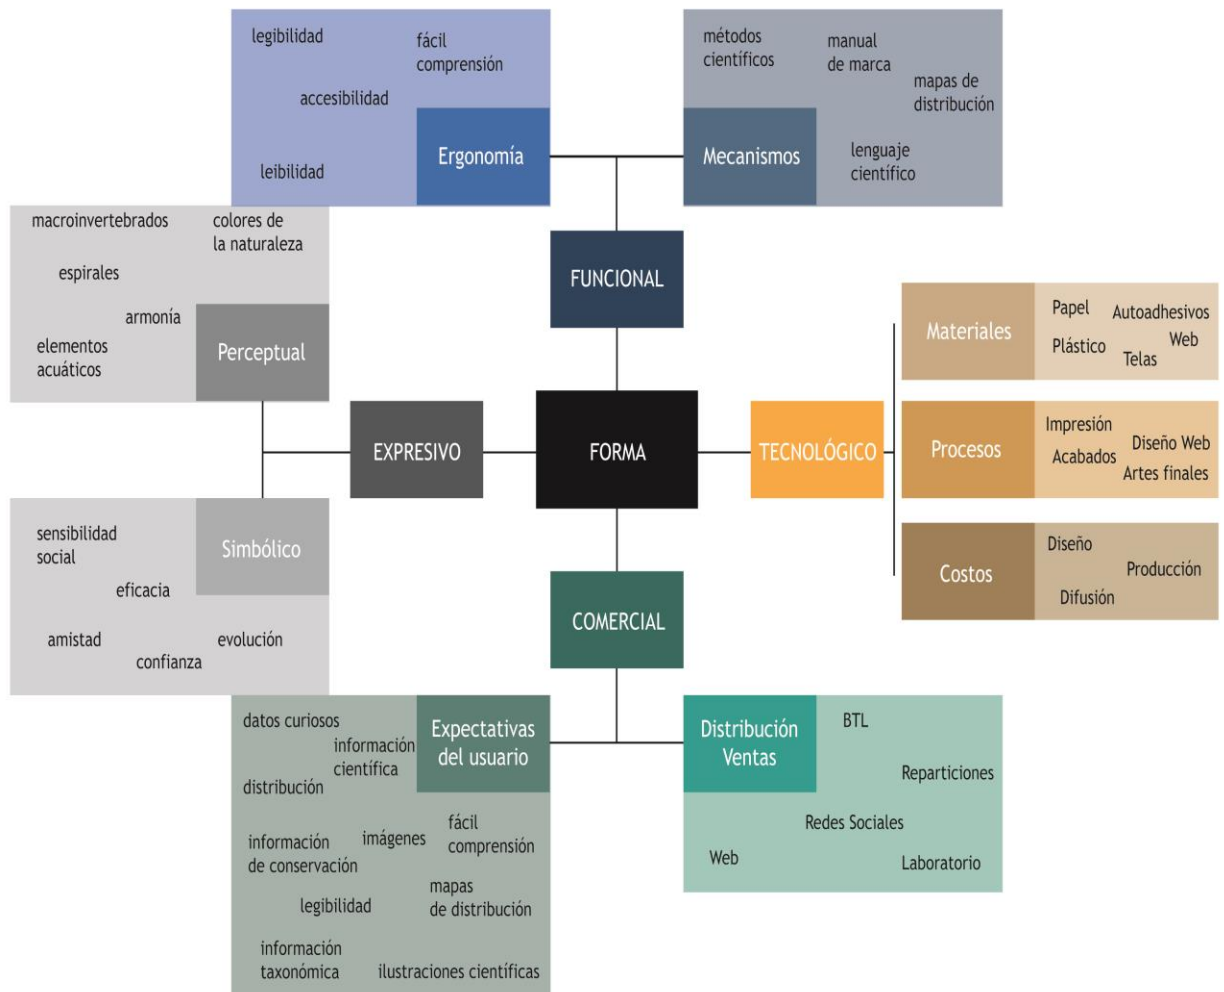 legibilidad
fácil
comprensión
accesibilidad
leibilidad
Ergonomía
métodos
científicos
manual
de marca
mapas de
distribución
lenguaje
científico
Mecanismos
FUNCIONAL
macroinvertebrados
colores de
la naturaleza
espirales
armonía
elementos
acuáticos
Perceptual
EXPRESIVO
FORMA
TECNOLÓGICO
Materiales
Papel
Autoadhesivos
Plástico
Web
Telas
Procesos
Impresión
Diseño Web
Acabados
Artes finales
Costos
Diseño
Producción
Difusión
sensibilidad
social
Simbólico
eficacia
amistad
evolución
confianza
COMERCIAL
datos curiosos
información
científica
Expectativas
del usuario
distribución
información
de conservación
imágenes
fácil
comprensión
legibilidad
mapas
de distribución
información
taxonómica
ilustraciones científicas
Distribución
Ventas
BTL
Reparticiones
Redes Sociales
Web
Laboratorio